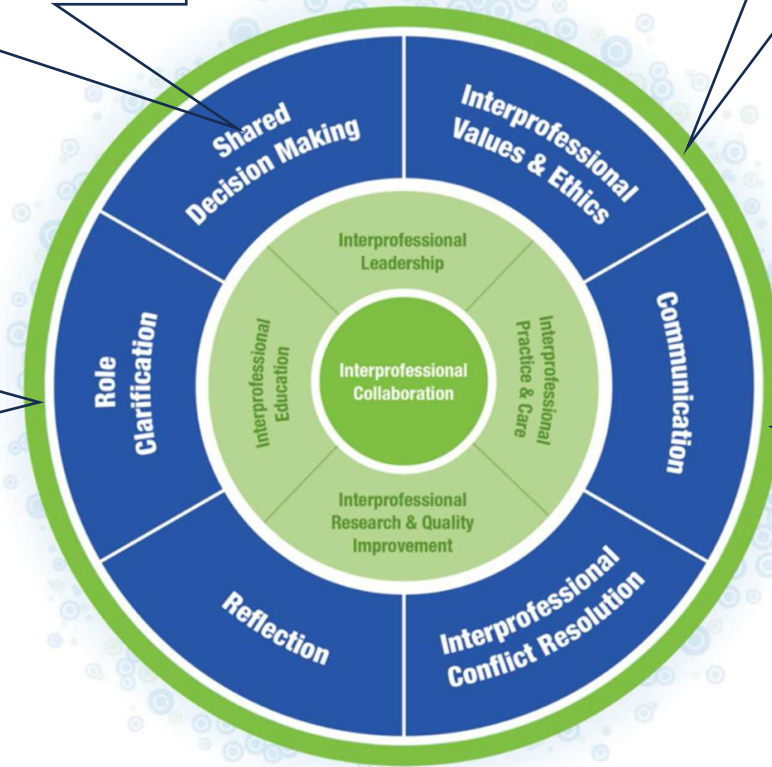 Shared
Decision Making
Interprofessional
Values & Ethics
Interprofessional
Leadership
Role
Clarification
Interprofessional
Education
Interprofessional
Collaboration
Interprofessional
Practice & Care
Communication
Interprofessional
Research & Quality
Improvement
Reflection
Interprofessional
Conflict Resolution